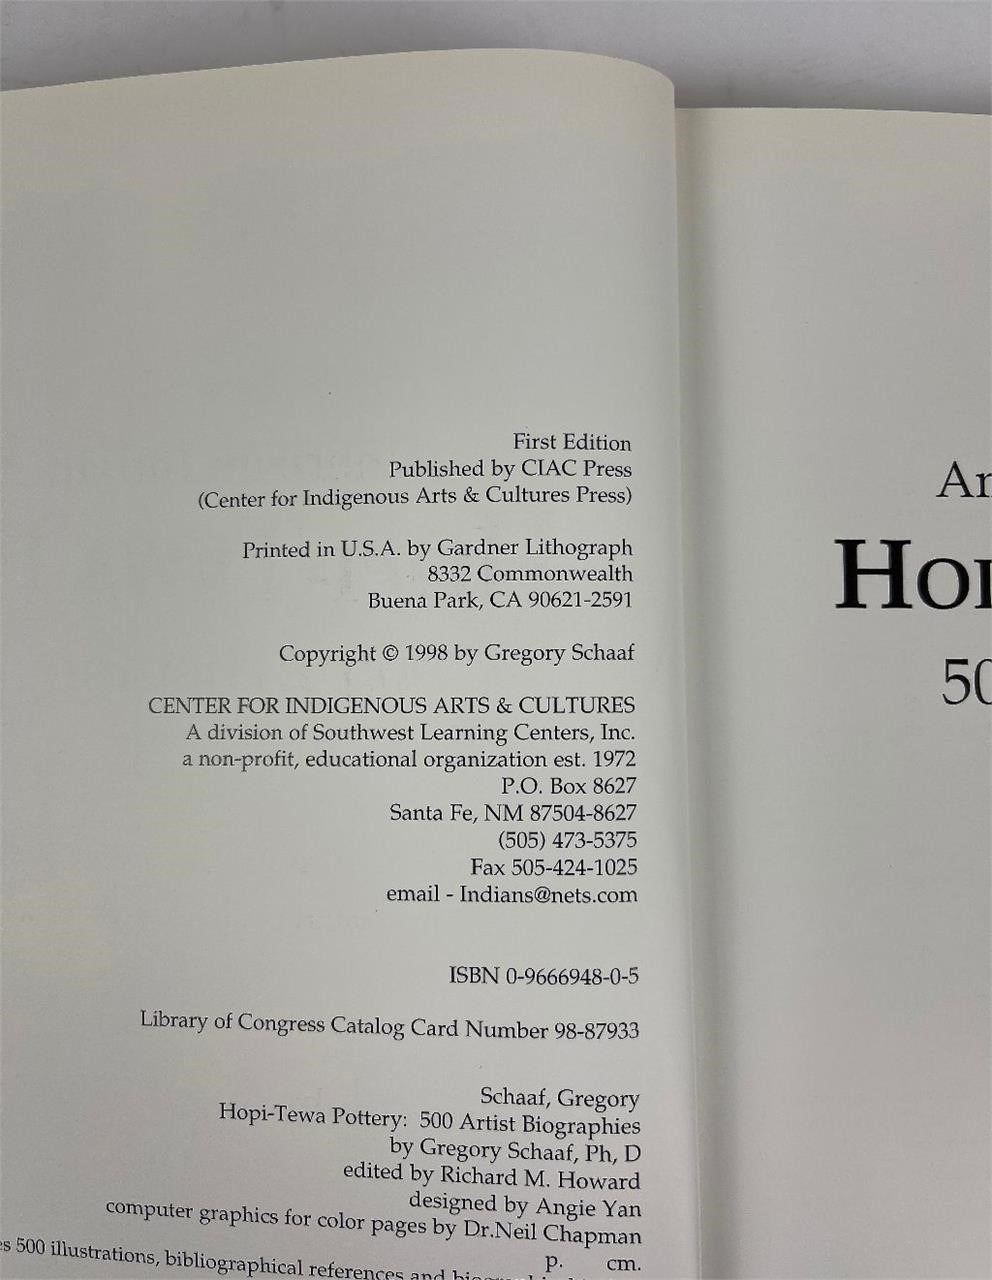 First Edition
Published by CIAC Press
(Center for Indigenous Arts & Cultures Press)
Printed in U.S.A. by Gardner Lithograph
8332 Commonwealth
Buena Park, CA 90621-2591
Copyright © 1998 by Gregory Schaaf
CENTER FOR INDIGENOUS ARTS & CULTURES
A division of Southwest Learning Centers, Inc.
a non-profit, educational organization est. 1972
P.O. Box 8627
Santa Fe, NM 87504-8627
(505) 473-5375
Fax 505-424-1025
email - Indians@nets.com
ISBN 0-9666948-0-5
Library of Congress Catalog Card Number 98-87933
Schaaf, Gregory
Hopi-Tewa Pottery: 500 Artist Biographies
by Gregory Schaaf, Ph, D
edited by Richard M. Howard
designed by Angie Yan
computer graphics for color pages by Dr.Neil Chapman
p. cm.
500 illustrations, bibliographical references and
50